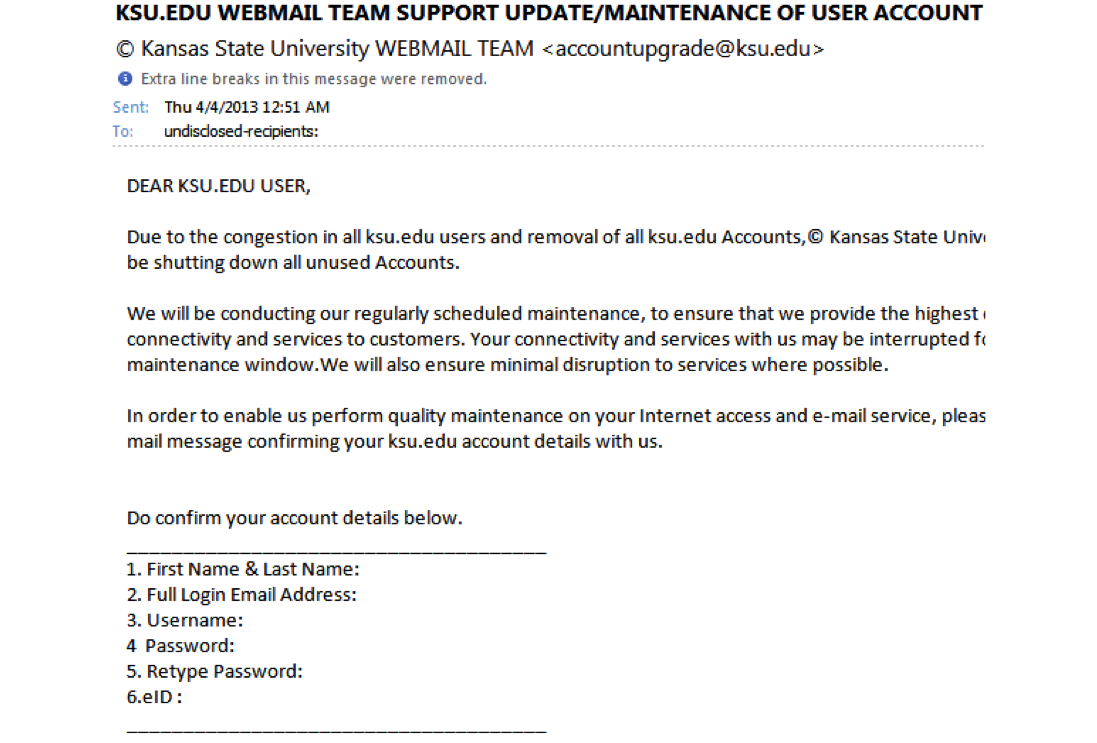 KSU.EDU WEBMAIL TEAM SUPPORT UPDATE/MAINTENANCE OF USER ACCOUNT
© Kansas State University WEBMAIL TEAM <accountupgrade@ksu.edu>
Extra line breaks in this message were removed.
Sent: Thu 4/4/2013 12:51 AM
To: undisclosed-recipients:
DEAR KSU.EDU USER,
Due to the congestion in all ksu.edu users and removal of all ksu.edu Accounts,© Kansas State
be shutting down all unused Accounts.
We will be conducting our regularly scheduled maintenance, to ensure that we provide the highest
connectivity and services to customers. Your connectivity and services with us may be interrupted
maintenance window.We will also ensure minimal disruption to services where possible.
In order to enable us perform quality maintenance on your Internet access and e-mail service,
mail message confirming your ksu.edu account details with us.
Do confirm your account details below.
_____________________________________
1. First Name & Last Name:
2. Full Login Email Address:
3. Username:
4  Password:
5. Retype Password:
6.eID :
_____________________________________